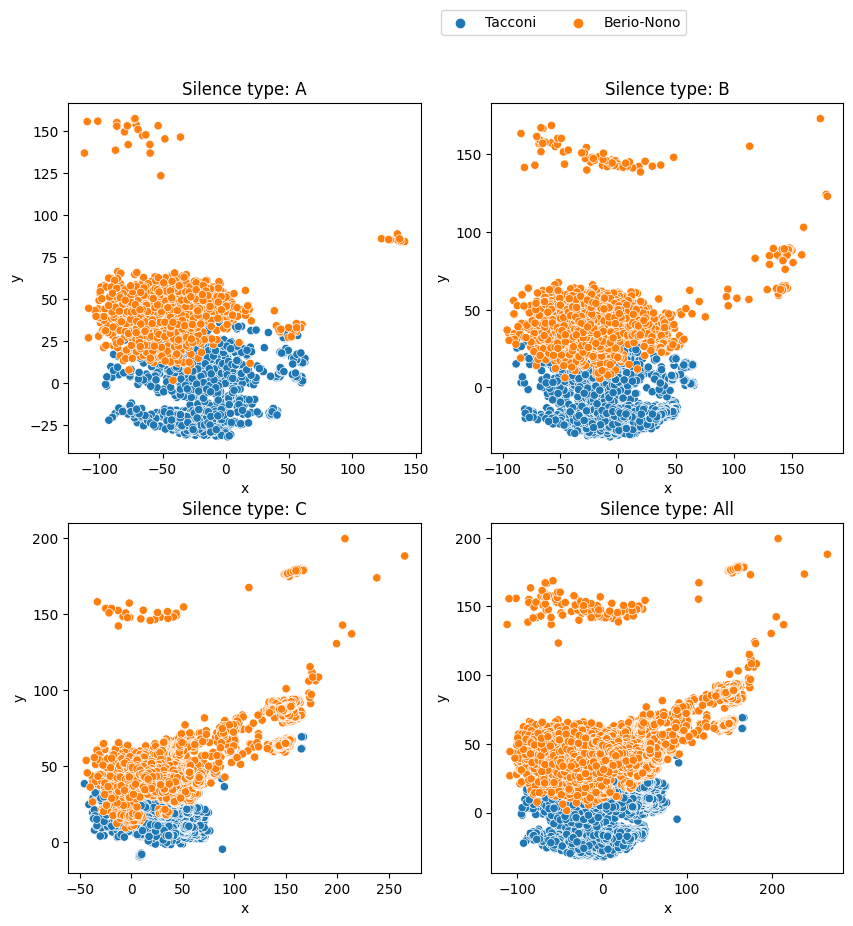 Tacconi Berio-Nono
Silence type: A
Silence type: B
150
125
100
75
50
25
0
−25
y
−100 −50 0 50 100 150
x
150
100
50
0
y
−100 −50 0 50 100 150
x
Silence type: C
Silence type: All
200
150
100
50
0
y
−50 0 50 100 150 200 250
x
200
150
100
50
0
y
−100 0 100 200
x